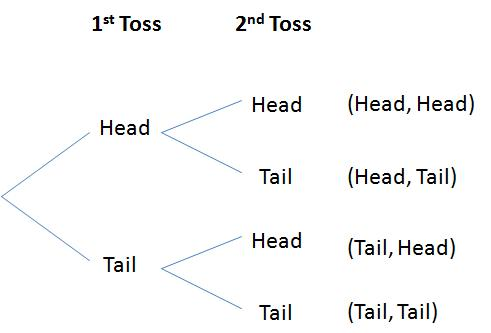 1st Toss 2nd Toss
Head (Head, Head)
Head
Tail (Head, Tail)
Head (Tail, Head)
Tail
Tail (Tail, Tail)